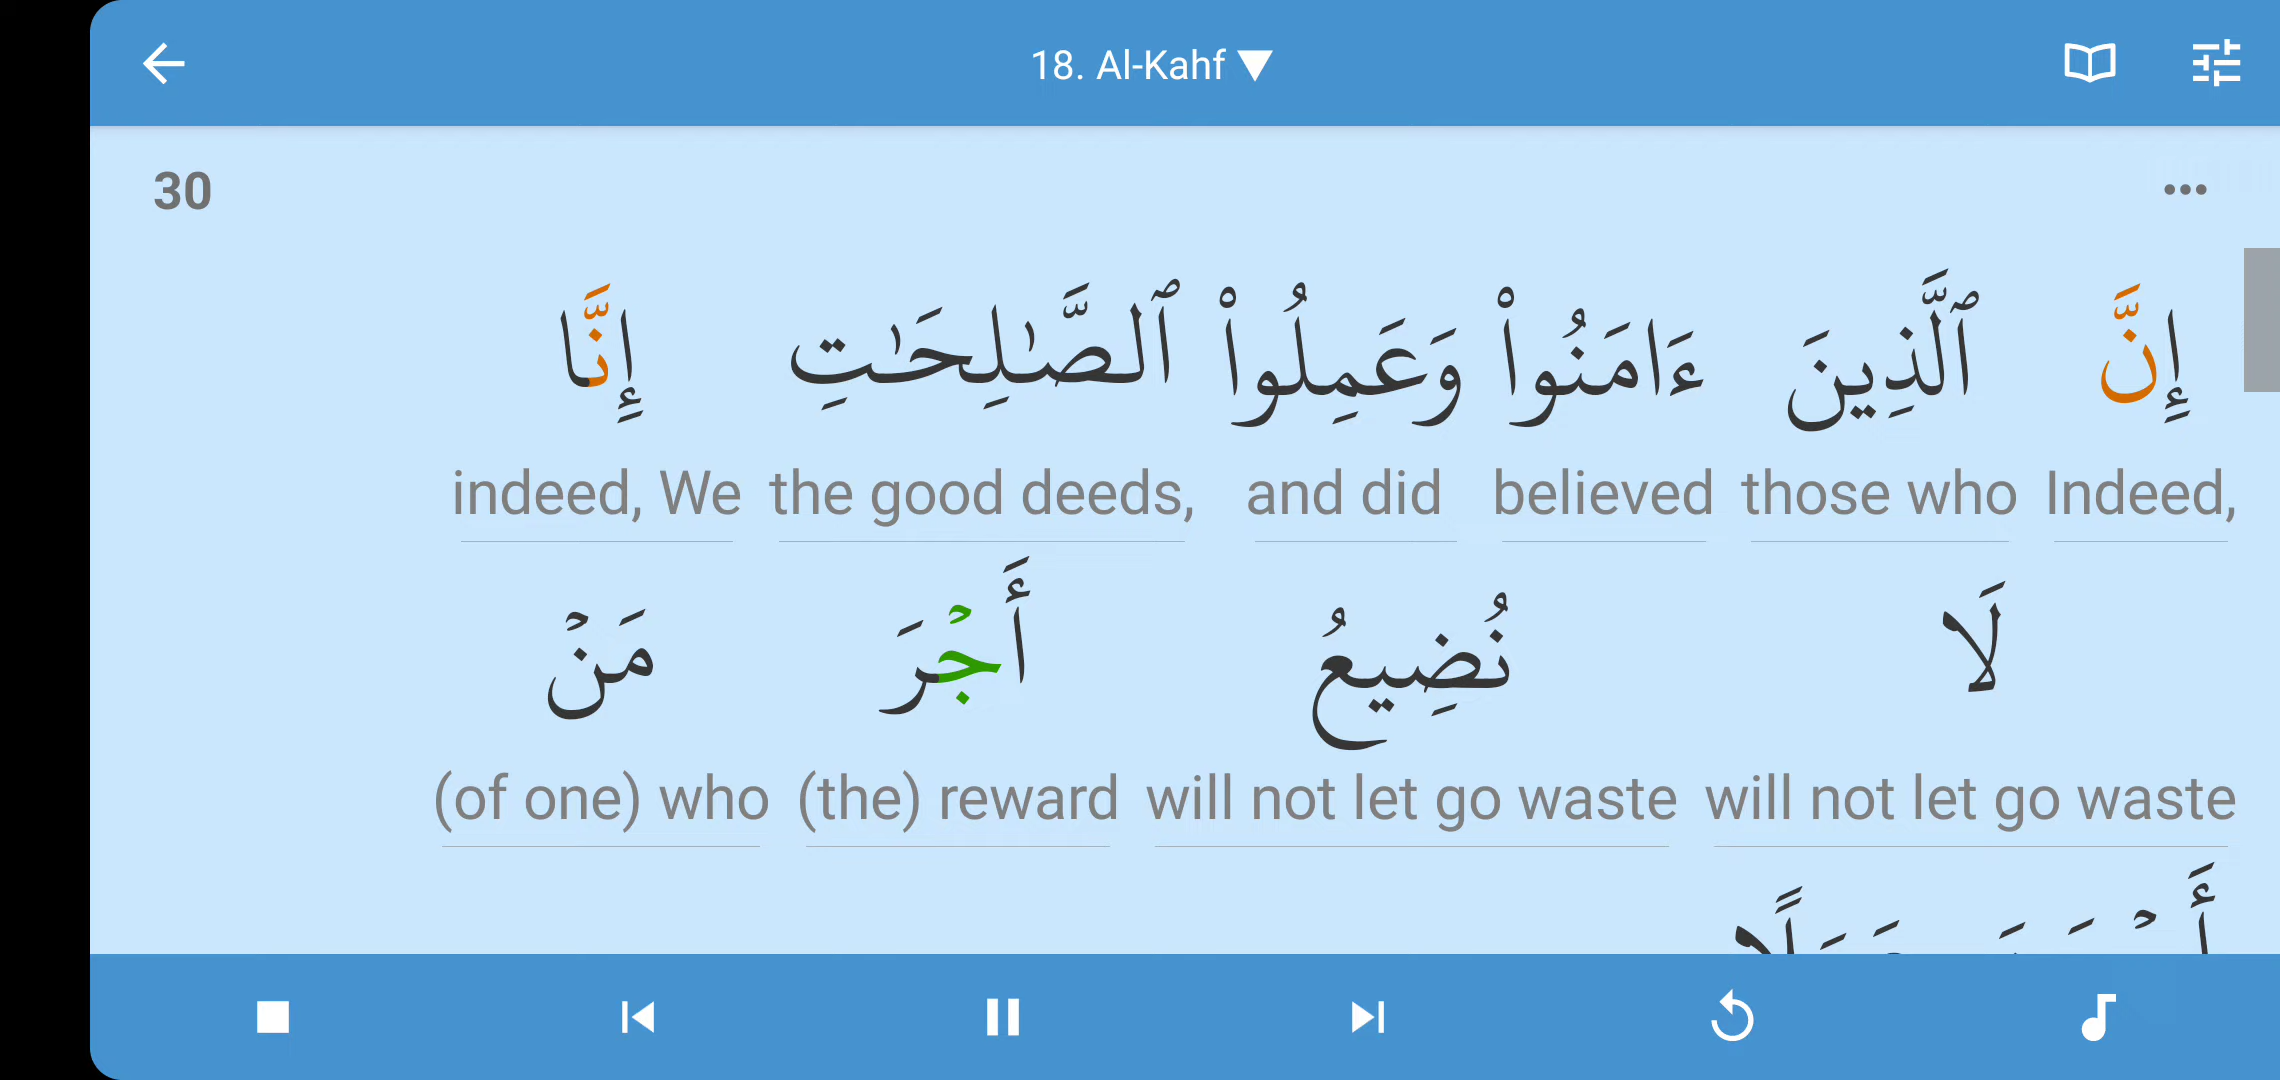 18. Al-Kahf ▼
30
إِنَّ ٱلَّذِينَ ءَامَنُواْ وَعَمِلُواْ ٱلصَّـٰلِحَـٰتِ إِنَّا
Indeed, those who believed and did the good deeds, indeed, We
لَا نُضِيعُ أَجۡرَ مَنۡ
will not let go waste will not let go waste (the) reward (of one) who